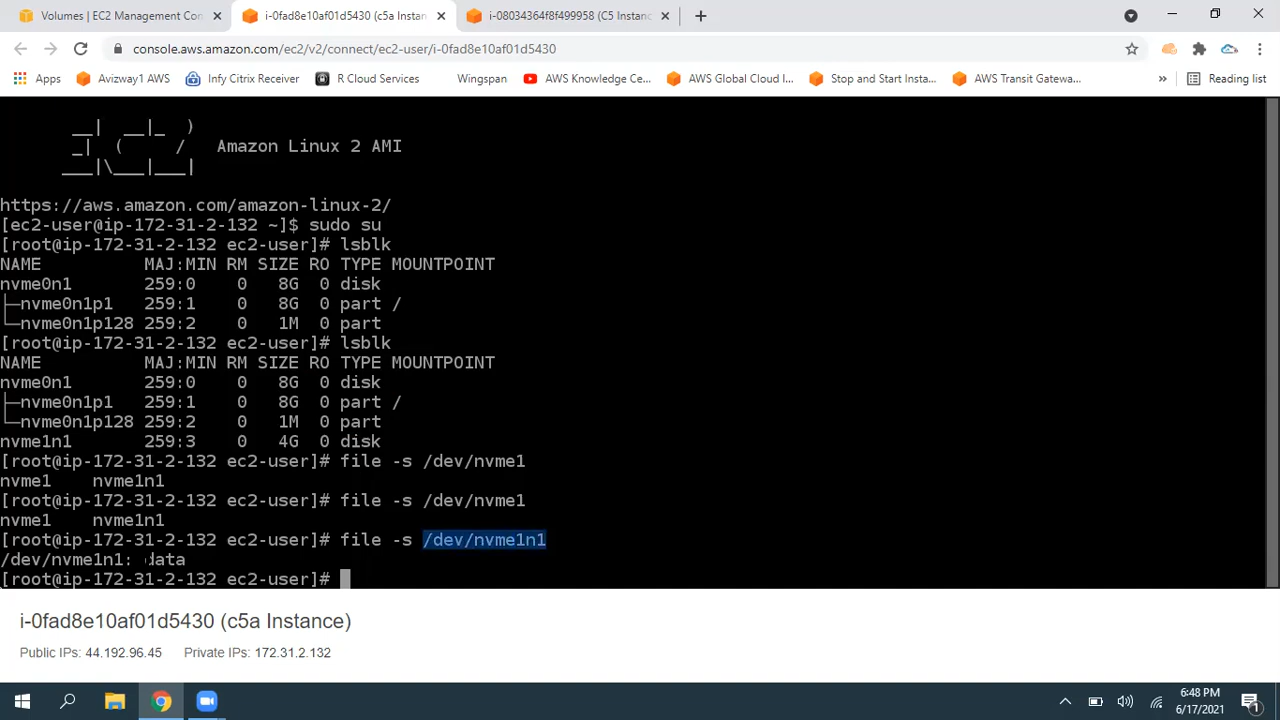 Volumes | EC2 Management Con
i-0fad8e10af01d5430 (c5a Instan
i-08034364f8f499958 (C5 Instanc
console.aws.amazon.com/ec2/v2/connect/ec2-user/i-0fad8e10af01d5430
Apps
Avizway1 AWS
Infy Citrix Receiver
R Cloud Services
Wingspan
AWS Knowledge Ce...
AWS Global Cloud I...
Stop and Start Insta...
AWS Transit Gatewa...
»
Reading list
__|  __|_  )
_|  (     /   Amazon Linux 2 AMI
___|\___|___|
https://aws.amazon.com/amazon-linux-2/
[ec2-user@ip-172-31-2-132 ~]$ sudo su
[root@ip-172-31-2-132 ec2-user]# lsblk
NAME          MAJ:MIN RM SIZE RO TYPE MOUNTPOINT
nvme0n1       259:0    0   8G  0 disk
├─nvme0n1p1   259:1    0   8G  0 part /
└─nvme0n1p128 259:2    0   1M  0 part
[root@ip-172-31-2-132 ec2-user]# lsblk
NAME          MAJ:MIN RM SIZE RO TYPE MOUNTPOINT
nvme0n1       259:0    0   8G  0 disk
├─nvme0n1p1   259:1    0   8G  0 part /
└─nvme0n1p128 259:2    0   1M  0 part
nvme1n1       259:3    0   4G  0 disk
[root@ip-172-31-2-132 ec2-user]# file -s /dev/nvme1
nvme1    nvme1n1
[root@ip-172-31-2-132 ec2-user]# file -s /dev/nvme1
nvme1    nvme1n1
[root@ip-172-31-2-132 ec2-user]# file -s /dev/nvme1n1
/dev/nvme1n1: data
[root@ip-172-31-2-132 ec2-user]#
i-0fad8e10af01d5430 (c5a Instance)
Public IPs: 44.192.96.45    Private IPs: 172.31.2.132
6:48 PM
6/17/2021
1